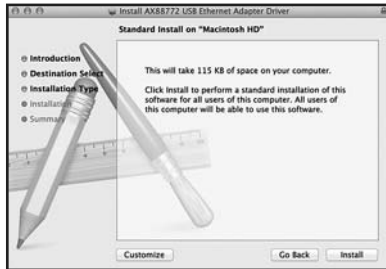 Install AX88772 USB Ethernet Adapter Driver
Standard Install on "Macintosh HD"
Introduction
Destination Select
Installation Type
Installation
Summary
This will take 115 KB of space on your computer.
Click Install to perform a standard installation of this
software for all users of this computer. All users of
this computer will be able to use this software.
Customize
Go Back
Install